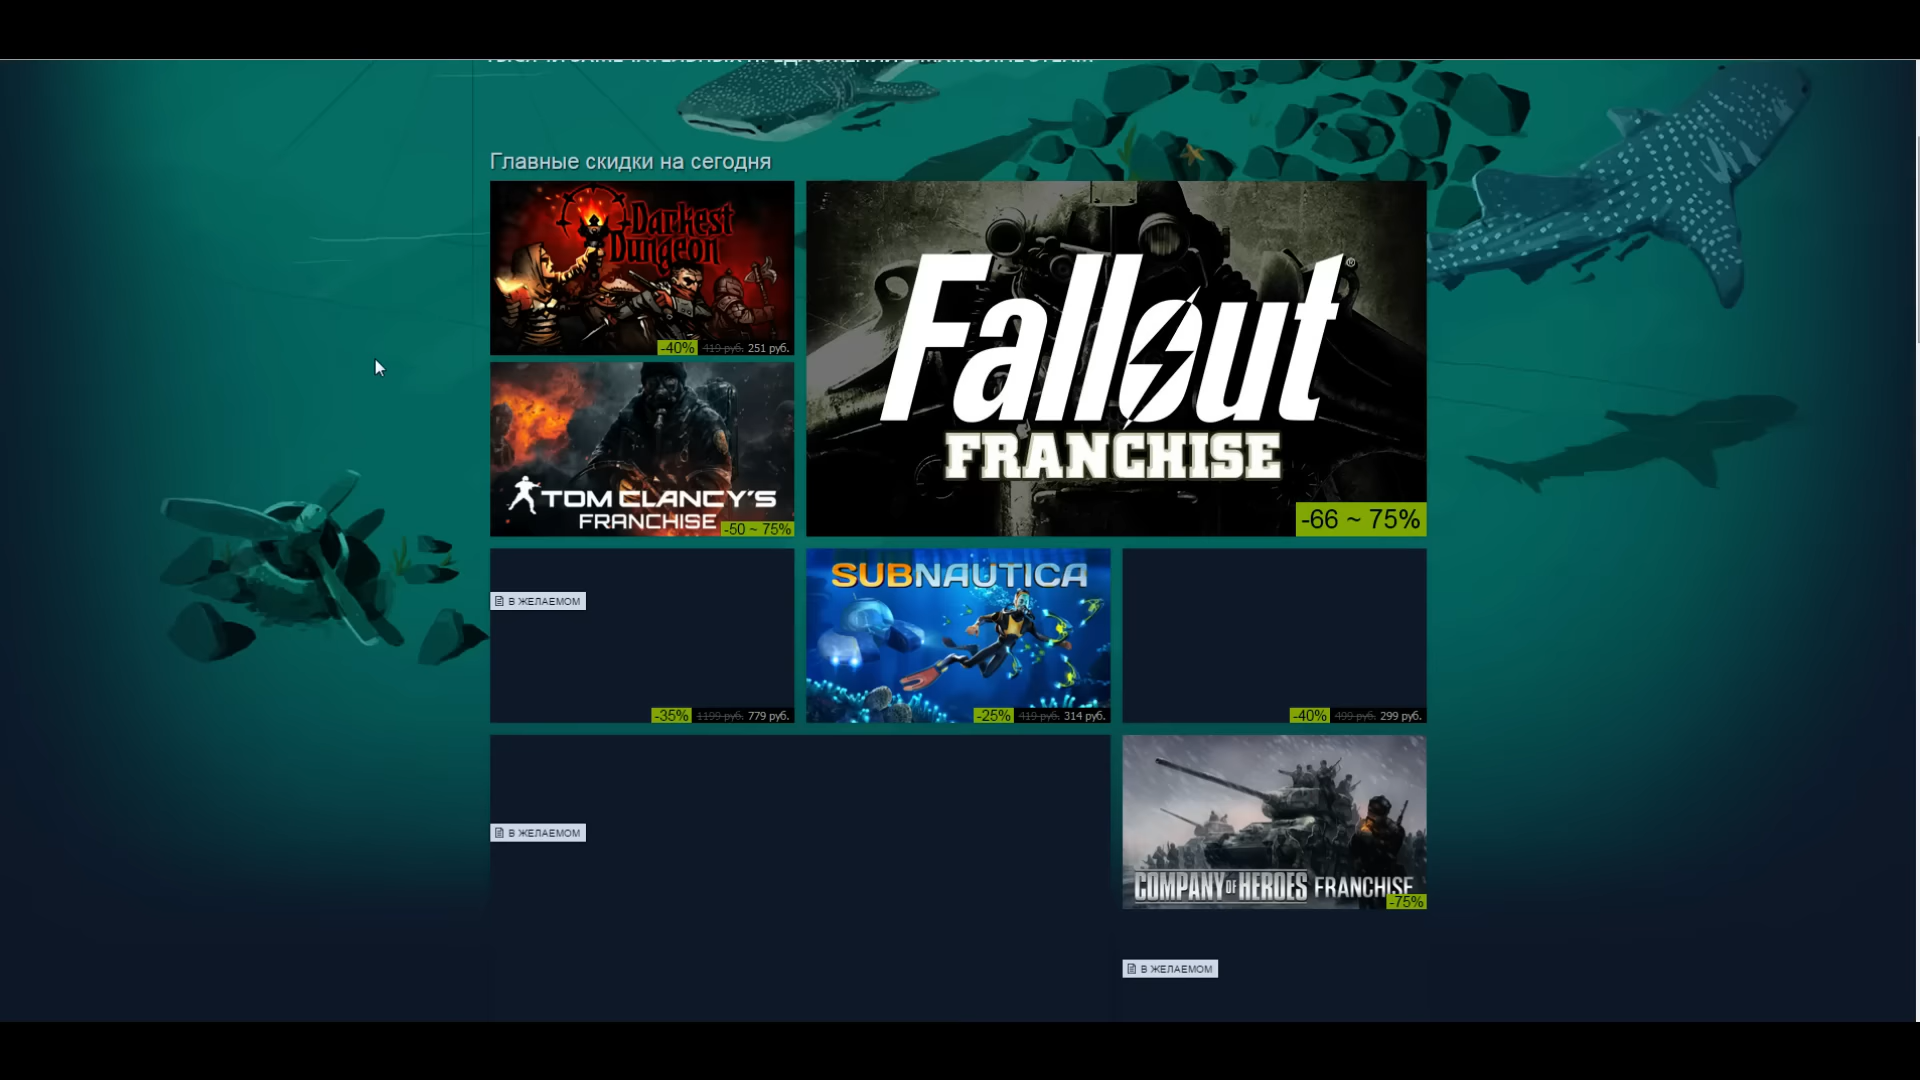 Главные скидки на сегодня
Darkest
Dungeon
-40% 419 руб. 251 руб.
Fallout®
FRANCHISE
-66 ~ 75%
TOM CLANCY'S
FRANCHISE
-50 ~ 75%
В ЖЕЛАЕМОМ
-35% 1199 руб. 779 руб.
SUBNAUTICA
-25% 419 руб. 314 руб.
-40% 499 руб. 299 руб.
В ЖЕЛАЕМОМ
COMPANY OF HEROES FRANCHISE
-75%
В ЖЕЛАЕМОМ